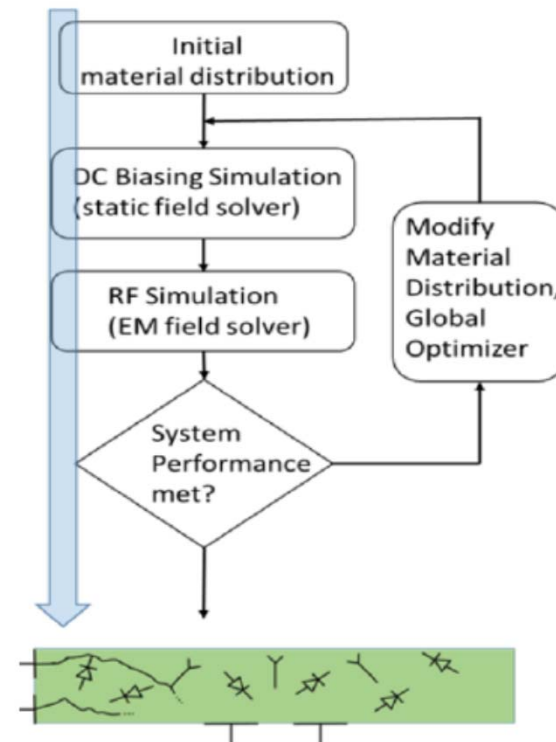 Initial
material distribution
DC Biasing Simulation
(static field solver)
RF Simulation
(EM field solver)
System
Performance
met?
Modify
Material
Distribution,
Global
Optimizer